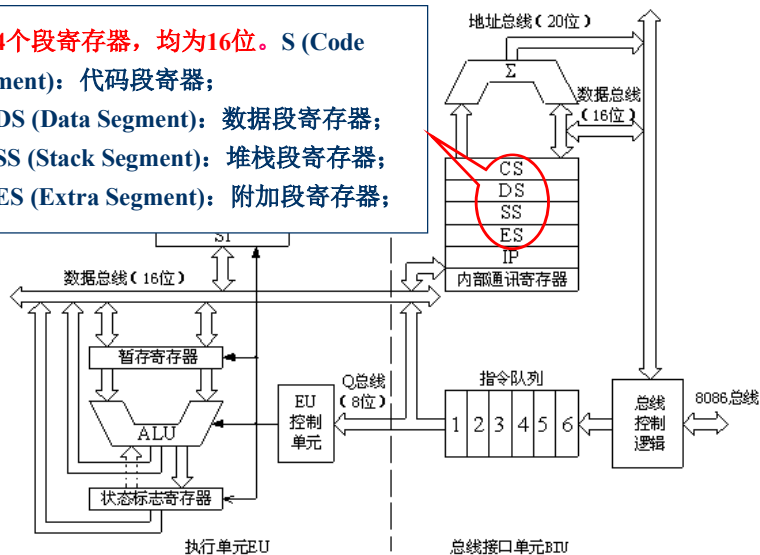 4个段寄存器，均为16位。S (Code
ment)：代码段寄器；
DS (Data Segment)：数据段寄存器；
SS (Stack Segment)：堆栈段寄存器；
ES (Extra Segment)：附加段寄存器；
地址总线（20位）
Σ
数据总线
（16位）
CS
DS
SS
ES
IP
内部通讯寄存器
SI
数据总线（16位）
暂存寄存器
ALU
状态标志寄存器
EU
控制
单元
Q总线
（8位）
指令队列
1 2 3 4 5 6
总线
控制
逻辑
8086总线
执行单元EU
总线接口单元BIU